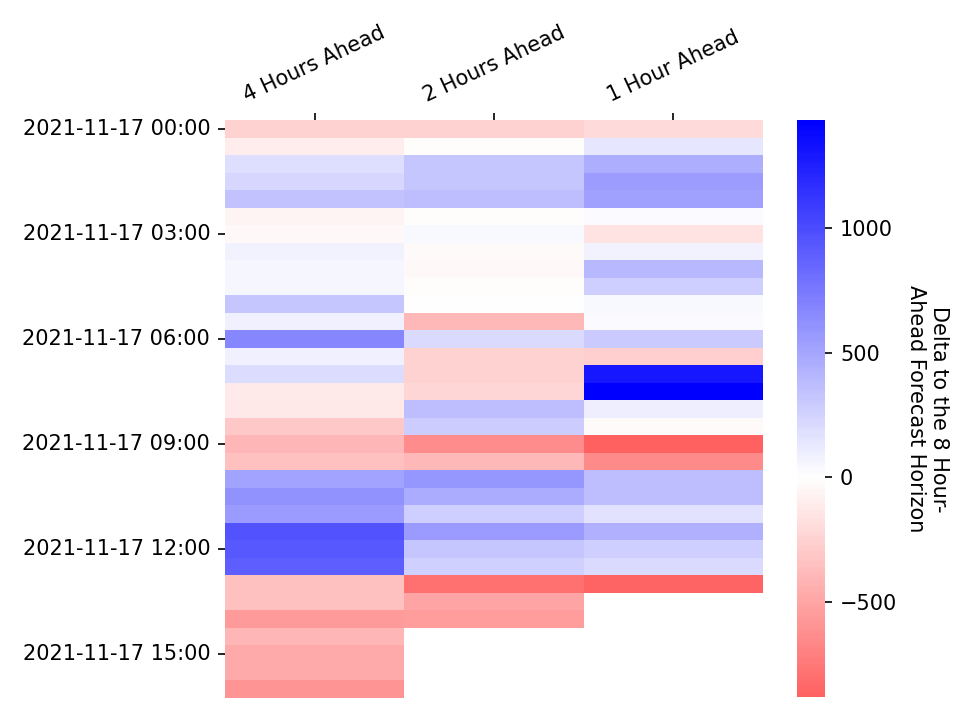 4 Hours Ahead
2 Hours Ahead
1 Hour Ahead
2021-11-17 00:00
2021-11-17 03:00
2021-11-17 06:00
2021-11-17 09:00
2021-11-17 12:00
2021-11-17 15:00
1000
500
0
−500
Delta to the 8 Hour-
Ahead Forecast Horizon